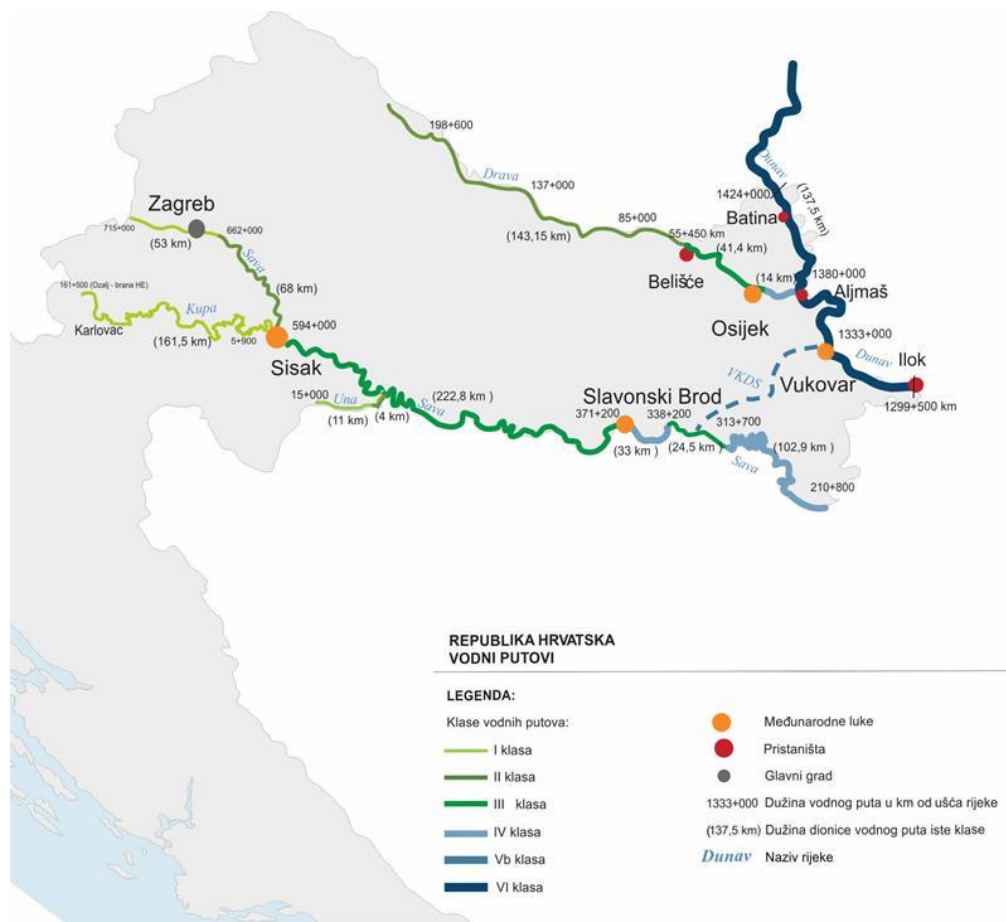 198+600
Drava
137+000
85+000
(143,15 km)
55+450 km
(41,4 km)
Belišće
(14 km)
Osijek
Dunav
(137,5 km)
1424+000
Batina
1380+000
Aljmaš
1333+000
Ilok
Dunav
Vukovar
1299+500 km
VKDS
Zagreb
715+000
(53 km)
662+000
Sava
(68 km)
161+500 (Ozalj - brana HE)
Karlovac
Kupa
(161,5 km)
5+900
594+000
Sisak
15+000
Una
(11 km)
(4 km)
Sava
(222,8 km )
Slavonski Brod
371+200
338+200
313+700
(33 km )
(24,5 km )
(102,9 km )
Sava
210+800
REPUBLIKA HRVATSKA
VODNI PUTOVI
LEGENDA:
Klase vodnih putova:
I klasa
II klasa
III klasa
IV klasa
Vb klasa
VI klasa
Međunarodne luke
Pristaništa
Glavni grad
1333+000 Dužina vodnog puta u km od ušća rijeke
(137,5 km) Dužina dionice vodnog puta iste klase
Dunav Naziv rijeke